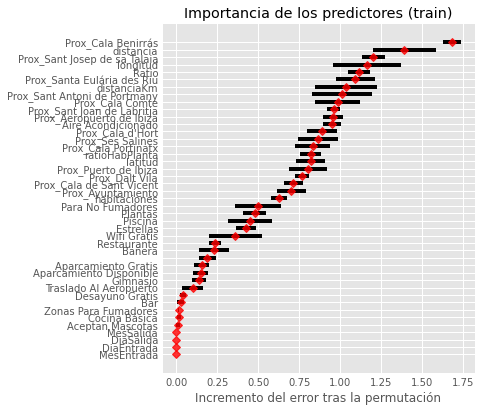 Importancia de los predictores (train)
Prox_Cala Benirrás
distancia
Prox_Sant Josep de sa Talaia
longitud
Ratio
Prox_Santa Eulária des Riu
distanciaKm
Prox_Sant Antoni de Portmany
Prox_Cala Comte
Prox_Sant Joan de Labritja
Prox_Aeropuerto de Ibiza
Aire Acondicionado
Prox_Cala d'Hort
Prox_Ses Salines
Prox_Cala Portinatx
ratioHabPlanta
latitud
Prox_Puerto de Ibiza
Prox_Dalt Vila
Prox_Cala de Sant Vicent
Prox_Ayuntamiento
habitaciones
Para No Fumadores
Plantas
Piscina
Estrellas
Wifi Gratis
Restaurante
Bañera
Aparcamiento Gratis
Aparcamiento Disponible
Gimnasio
Traslado Al Aeropuerto
Desayuno Gratis
Bar
Zonas Para Fumadores
Cocina Básica
Aceptan Mascotas
MesSalida
DiaSalida
DiaEntrada
MesEntrada
0.00 0.25 0.50 0.75 1.00 1.25 1.50 1.75
Incremento del error tras la permutación